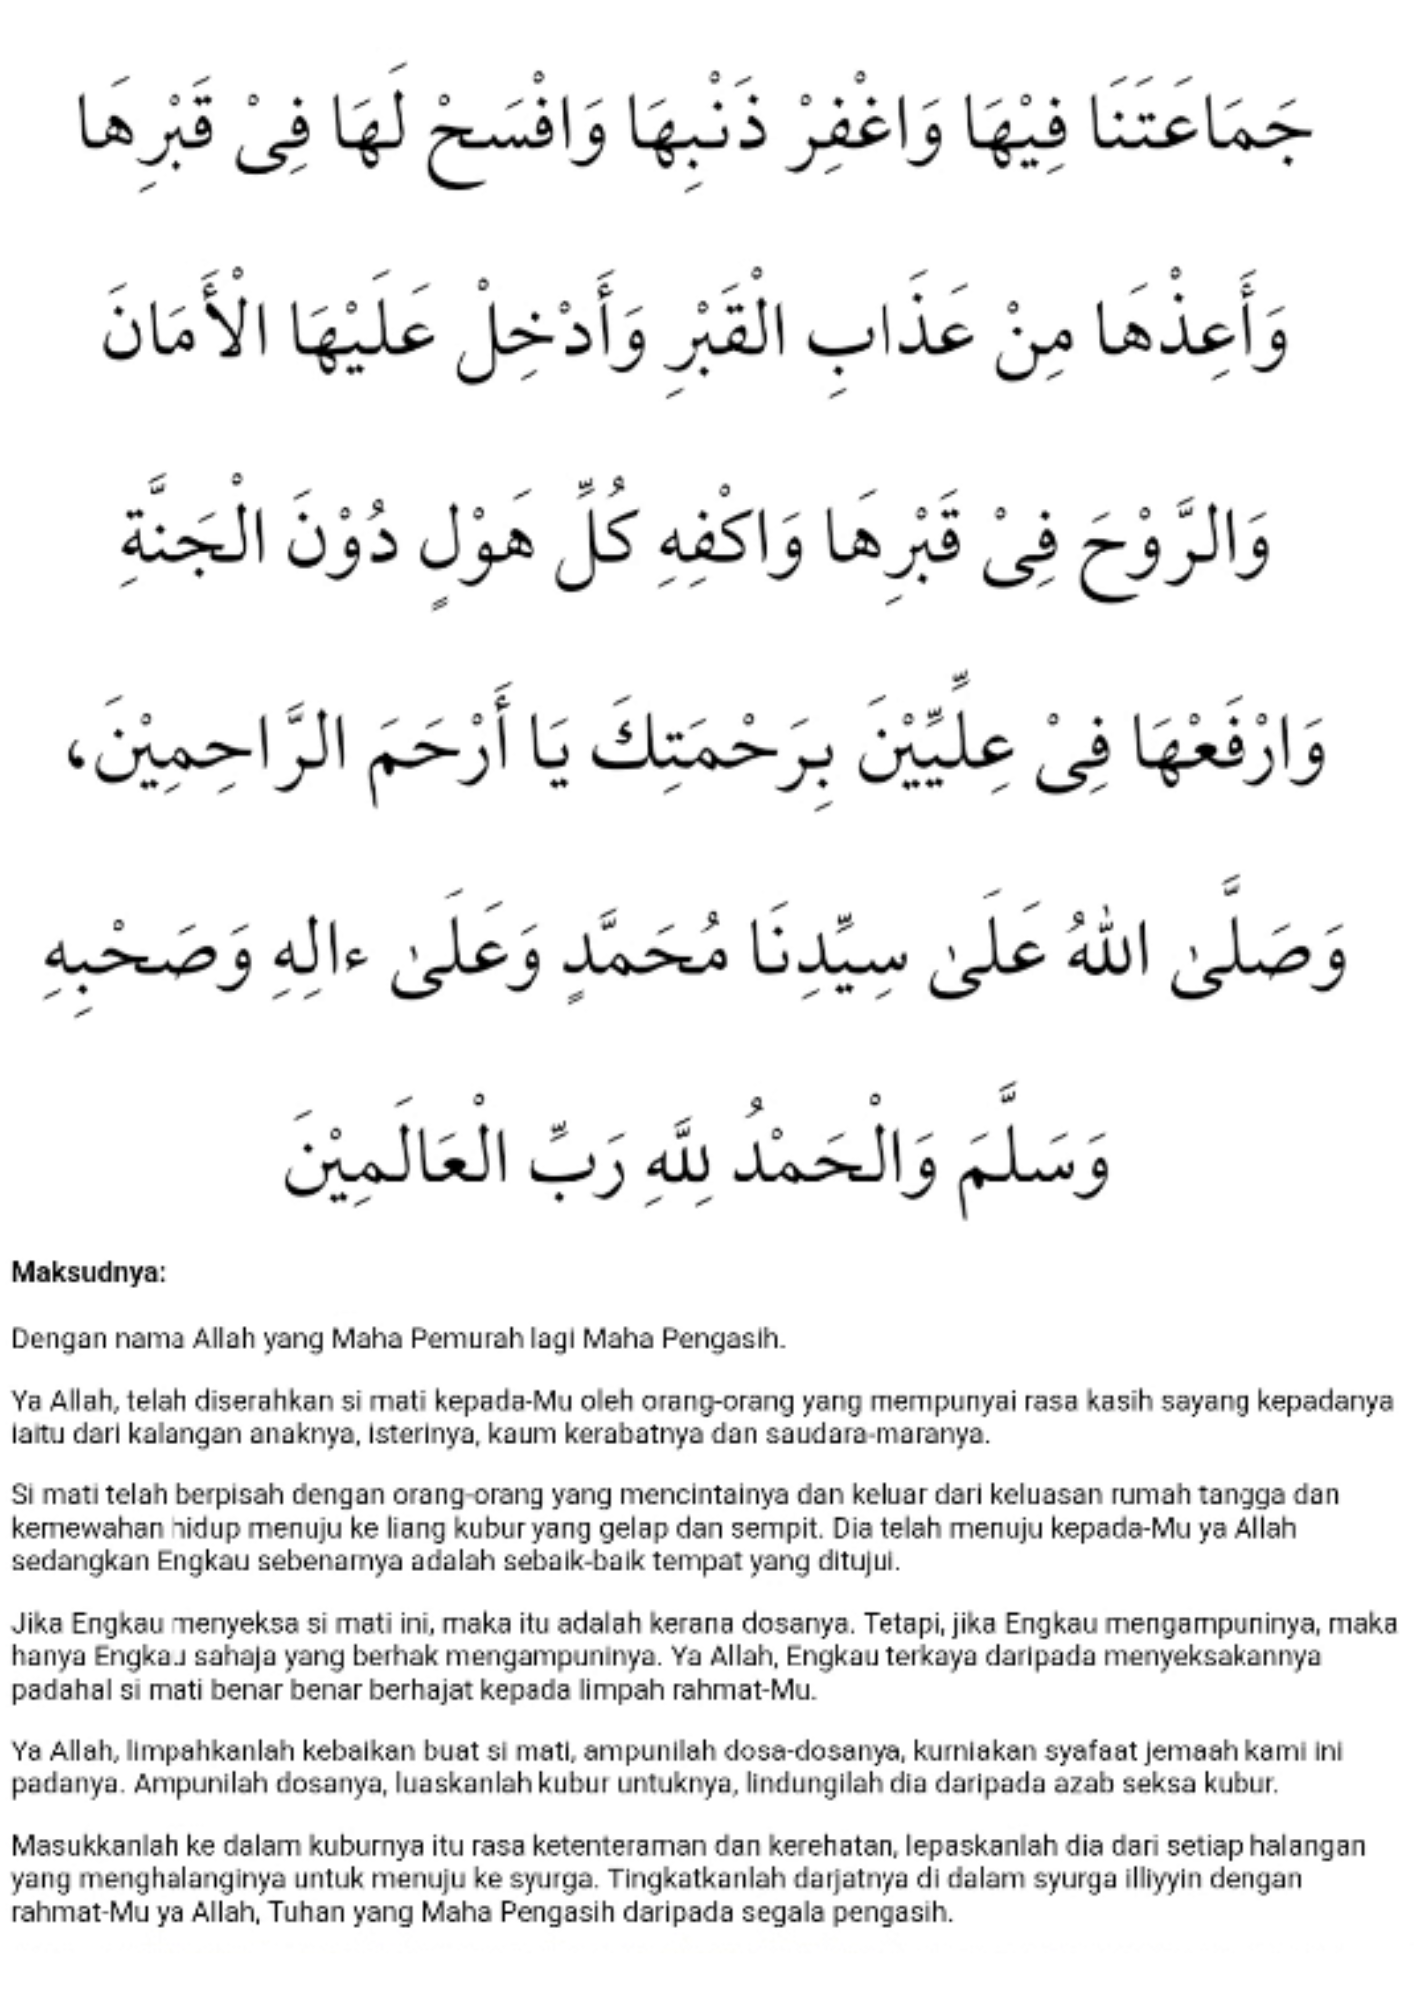 جَمَاعَتَنَا فِيْهَا وَاغْفِرْ ذَنْبِهَا وَافْسَحْ لَهَا فِىْ قَبْرِهَا
وَأَعِذْهَا مِنْ عَذَابِ الْقَبْرِ وَأَدْخِلْ عَلَيْهَا الْأَمَانَ
وَالرَّوْحَ فِىْ قَبْرِهَا وَاكْفِهِ كُلِّ هَوْلٍ دُوْنَ الْجَنَّةِ
وَارْفَعْهَا فِىْ عِلِّيِّيْنَ بِرَحْمَتِكَ يَا أَرْحَمَ الرَّاحِمِيْنَ،
وَصَلَّىٰ اللهُ عَلَىٰ سِيِّدِنَا مُحَمَّدٍ وَعَلَىٰ ءالِهِ وَصَحْبِهِ
وَسَلَّمَ وَالْحَمْدُ لِلَّهِ رَبِّ الْعَالَمِيْنَ
Maksudnya:
Dengan nama Allah yang Maha Pemurah lagi Maha Pengasih.
Ya Allah, telah diserahkan si mati kepada-Mu oleh orang-orang yang mempunyai rasa kasih sayang kepadanya
iaitu dari kalangan anaknya, isterinya, kaum kerabatnya dan saudara-maranya.
Si mati telah berpisah dengan orang-orang yang mencintainya dan keluar dari keluasan rumah tangga dan
kemewahan hidup menuju ke liang kubur yang gelap dan sempit. Dia telah menuju kepada-Mu ya Allah
sedangkan Engkau sebenarnya adalah sebaik-baik tempat yang ditujui.
Jika Engkau menyeksa si mati ini, maka itu adalah kerana dosanya. Tetapi, jika Engkau mengampuninya, maka
hanya Engkau sahaja yang berhak mengampuninya. Ya Allah, Engkau terkaya daripada menyeksakannya
padahal si mati benar benar berhajat kepada limpah rahmat-Mu.
Ya Allah, limpahkanlah kebaikan buat si mati, ampunilah dosa-dosanya, kurniakan syafaat jemaah kami ini
padanya. Ampunilah dosanya, luaskanlah kubur untuknya, lindungilah dia daripada azab seksa kubur.
Masukkanlah ke dalam kuburnya itu rasa ketenteraman dan kerehatan, lepaskanlah dia dari setiap halangan
yang menghalanginya untuk menuju ke syurga. Tingkatkanlah darjatnya di dalam syurga illiyyin dengan
rahmat-Mu ya Allah, Tuhan yang Maha Pengasih daripada segala pengasih.